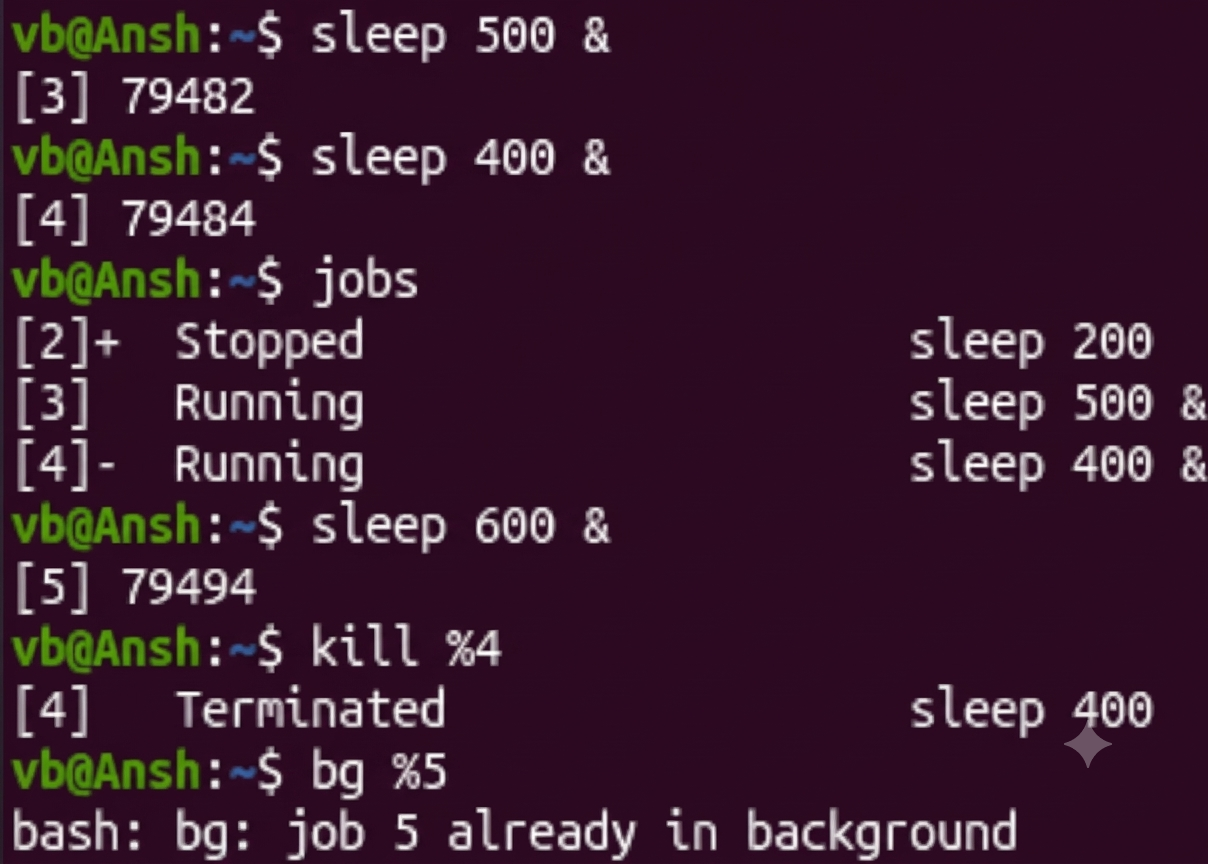 vb@Ansh:~$ sleep 500 &
[3] 79482
vb@Ansh:~$ sleep 400 &
[4] 79484
vb@Ansh:~$ jobs
[2]+  Stopped                 sleep 200
[3]   Running                 sleep 500 &
[4]-  Running                 sleep 400 &
vb@Ansh:~$ sleep 600 &
[5] 79494
vb@Ansh:~$ kill %4
[4]   Terminated              sleep 400
vb@Ansh:~$ bg %5
bash: bg: job 5 already in background